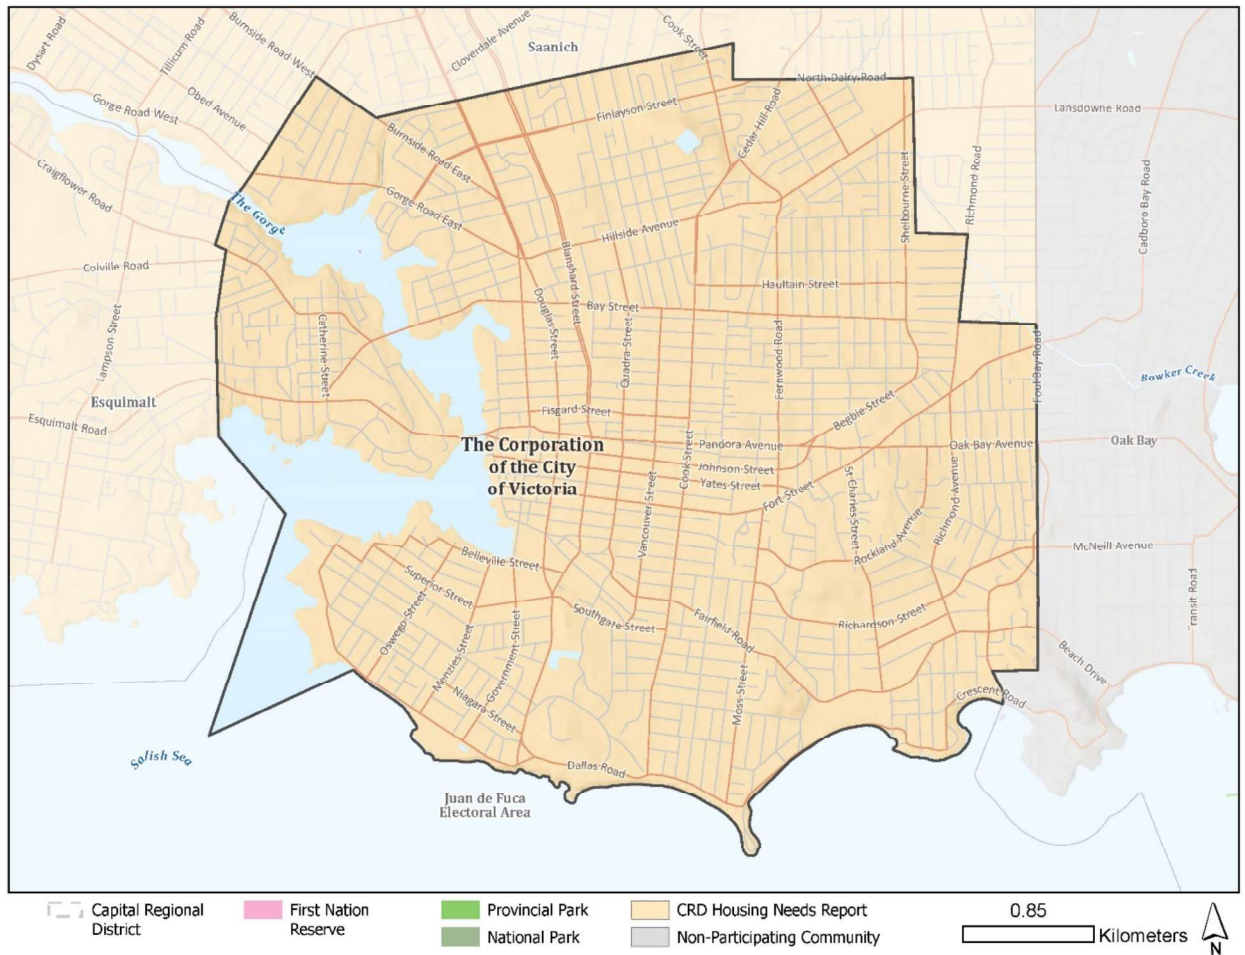 Dysart Road
Tillicum Road
Burnside Road West
Cloverdale Avenue
Saanich
Cook Street
North Dairy Road
Gorge Road West
Obed Avenue
Finlayson Street
Cedar Hill Road
Lansdowne Road
Burnside Road East
Craigflower Road
The Gorge
Gorge Road East
Shelbourne Street
Richmond Road
Cadboro Bay Road
Hillside Avenue
Colville Road
Blanshard Street
Haultain Street
Bay Street
Douglas Street
Lampson Street
Catherine Street
Quadra Street
Fernwood Road
Foul Bay Road
Bowker Creek
Esquimalt
Esquimalt Road
Fisgard Street
Begbie Street
The Corporation
of the City
of Victoria
Pandora Avenue
Oak Bay Avenue
Oak Bay
Cook Street
Johnson Street
Yates Street
Fort Street
Vancouver Street
St Charles Street
Rockland Avenue
Richmond Avenue
McNeill Avenue
Belleville Street
Superior Street
Oswego Street
Menzies Street
Government Street
Southgate Street
Fairfield Road
Richardson Street
Transit Road
Beach Drive
Niagara Street
Moss Street
Crescent Road
Salish Sea
Dallas Road
Juan de Fuca
Electoral Area
Capital Regional
District
First Nation
Reserve
Provincial Park
National Park
CRD Housing Needs Report
Non-Participating Community
0.85
Kilometers
N